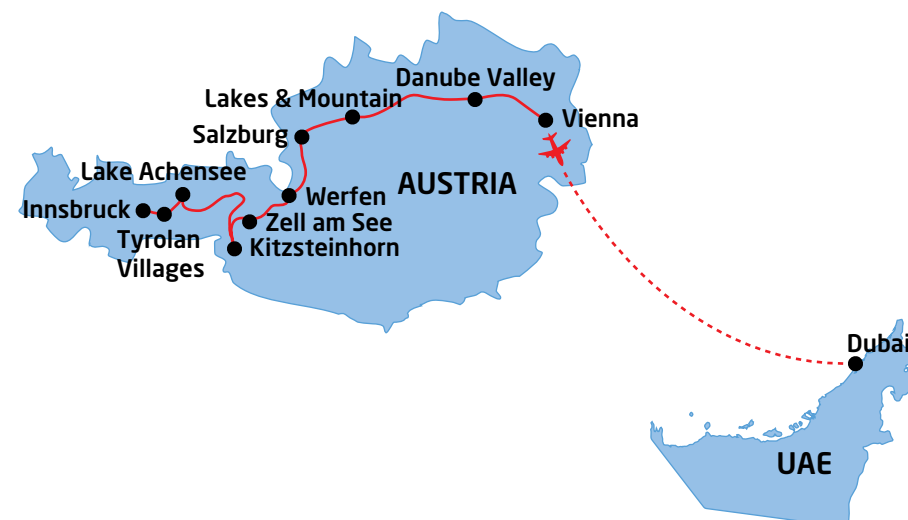 Danube Valley
Lakes & Mountain
Vienna
Salzburg
Lake Achensee
AUSTRIA
Werfen
Innsbruck
Zell am See
Tyrolan
Villages
Kitzsteinhorn
Dubai
UAE